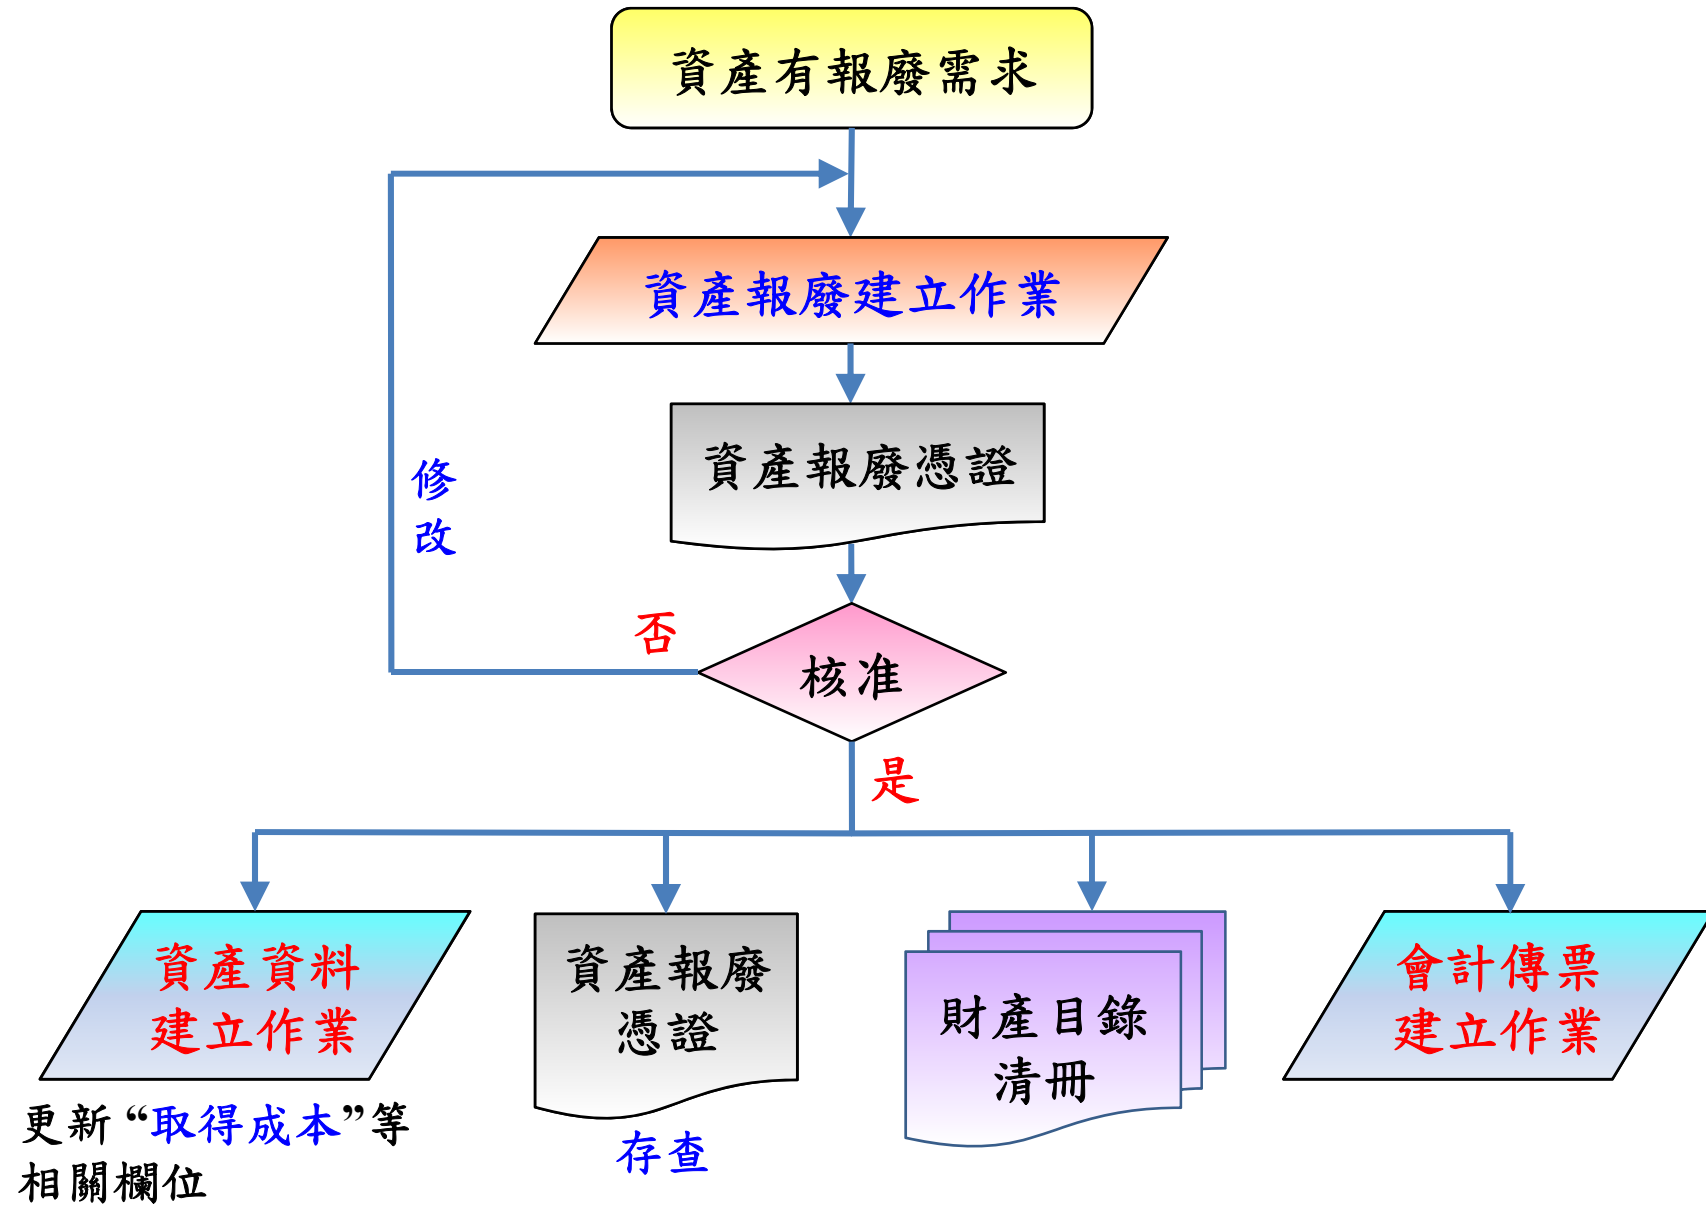 資產有報廢需求
資產報廢建立作業
資產報廢憑證
修
改
否
核准
是
資產資料
建立作業
資產報廢
憑證
財產目錄
清冊
會計傳票
建立作業
更新“取得成本”等
相關欄位
存查